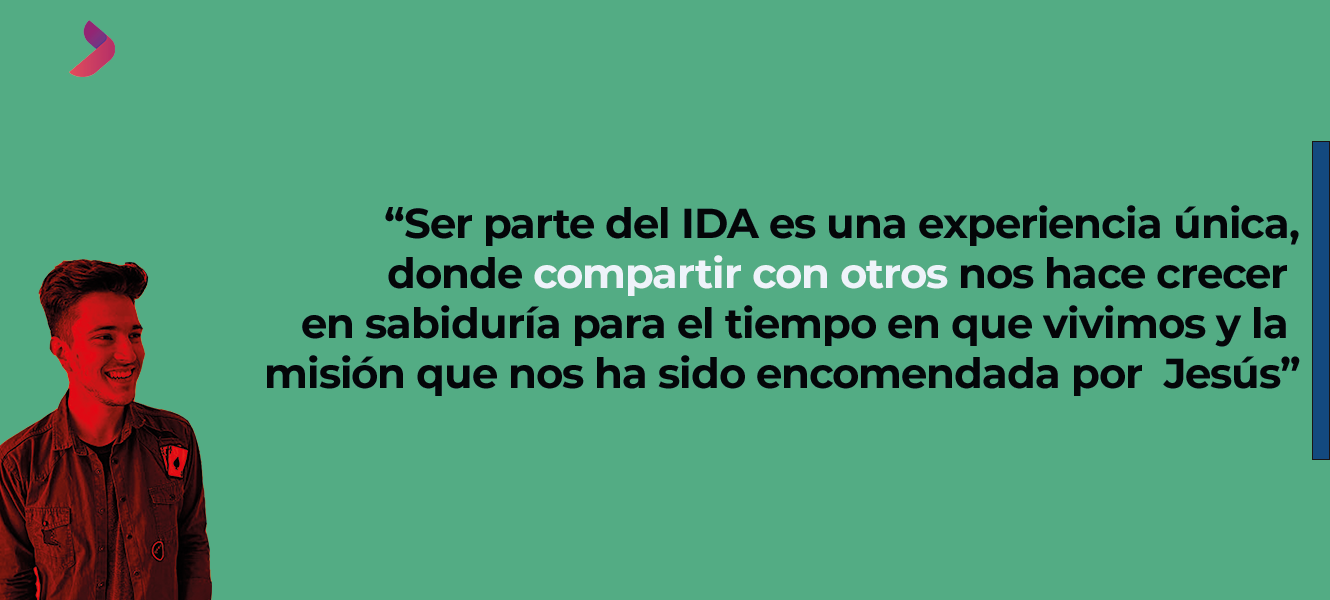 “Ser parte del IDA es una experiencia única,
donde compartir con otros nos hace crecer
en sabiduría para el tiempo en que vivimos y la
misión que nos ha sido encomendada por  Jesús”